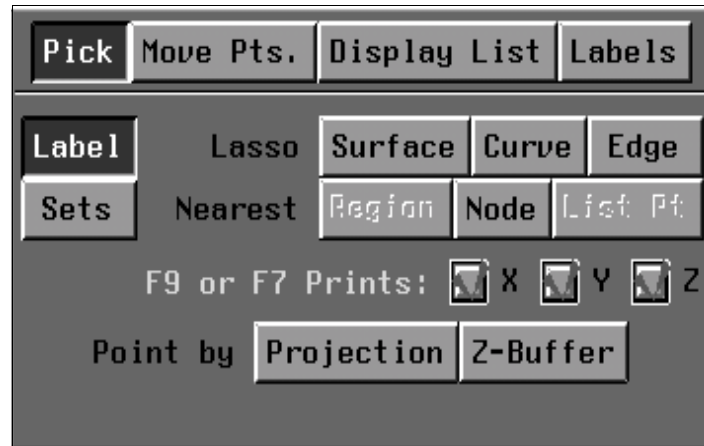 Pick Move Pts. Display List Labels
Label Lasso Surface Curve Edge
Sets Nearest Region Node List Pt
F9 or F7 Prints: X Y Z
Point by Projection Z-Buffer